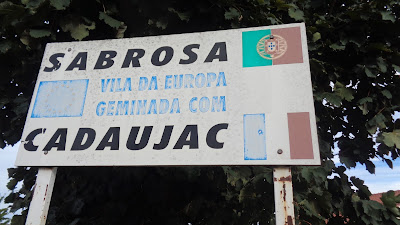 SABROSA
VILA DA EUROPA
GEMINADA COM
CADAUJAC